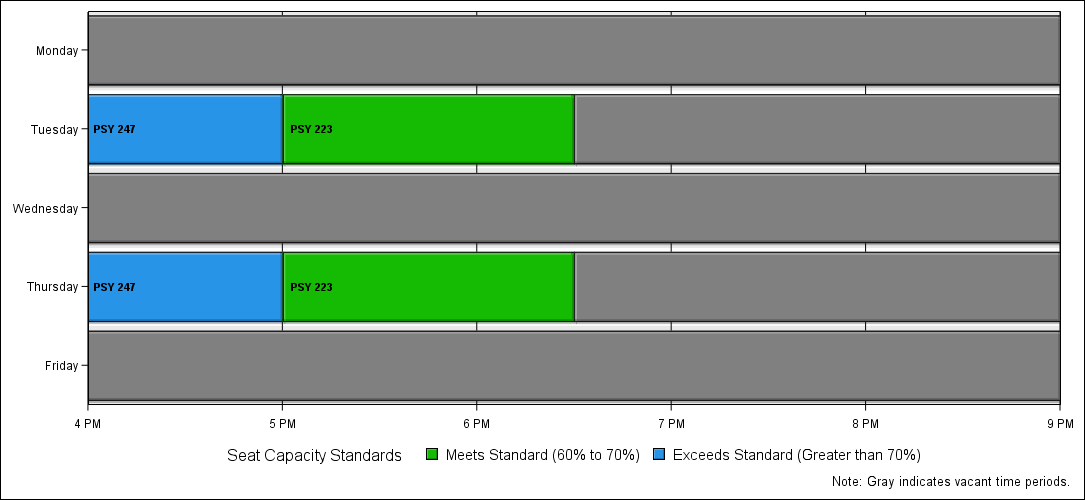 Monday
Tuesday
PSY 247
PSY 223
Wednesday
Thursday
PSY 247
PSY 223
Friday
4 PM
5 PM
6 PM
7 PM
8 PM
9 PM
Seat Capacity Standards
Meets Standard (60% to 70%)
Exceeds Standard (Greater than 70%)
Note: Gray indicates vacant time periods.